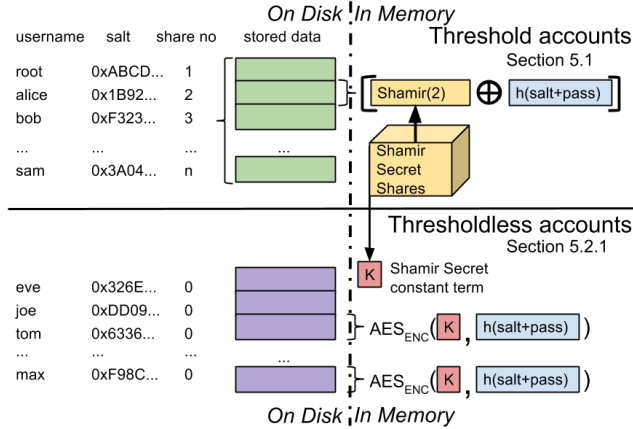 On Disk In Memory
username salt share no stored data
Threshold accounts
Section 5.1
root 0xABCD... 1
alice 0x1B92... 2
Shamir(2) ⊕ h(salt+pass)
bob 0xF323... 3
... ... ... ...
sam 0x3A04... n
Shamir
Secret
Shares
Thresholdless accounts
Section 5.2.1
K
Shamir Secret
constant term
eve 0x326E... 0
joe 0xDD09... 0
tom 0x6336... 0
AES_ENC(K, h(salt+pass))
... ... ... ...
max 0xF98C... 0
AES_ENC(K, h(salt+pass))
On Disk In Memory